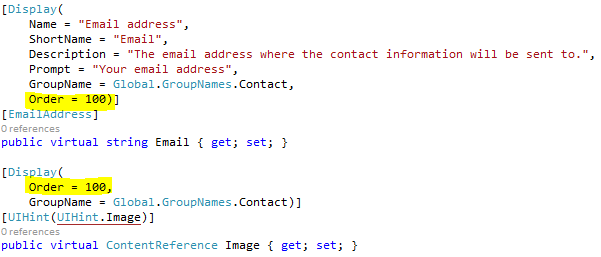 [Display(
Name = "Email address",
ShortName = "Email",
Description = "The email address where the contact information will be sent to.",
Prompt = "Your email address",
GroupName = Global.GroupNames.Contact,
Order = 100)]
[EmailAddress]
0 references
public virtual string Email { get; set; }
[Display(
Order = 100,
GroupName = Global.GroupNames.Contact)]
[UIHint(UIHint.Image)]
0 references
public virtual ContentReference Image { get; set; }